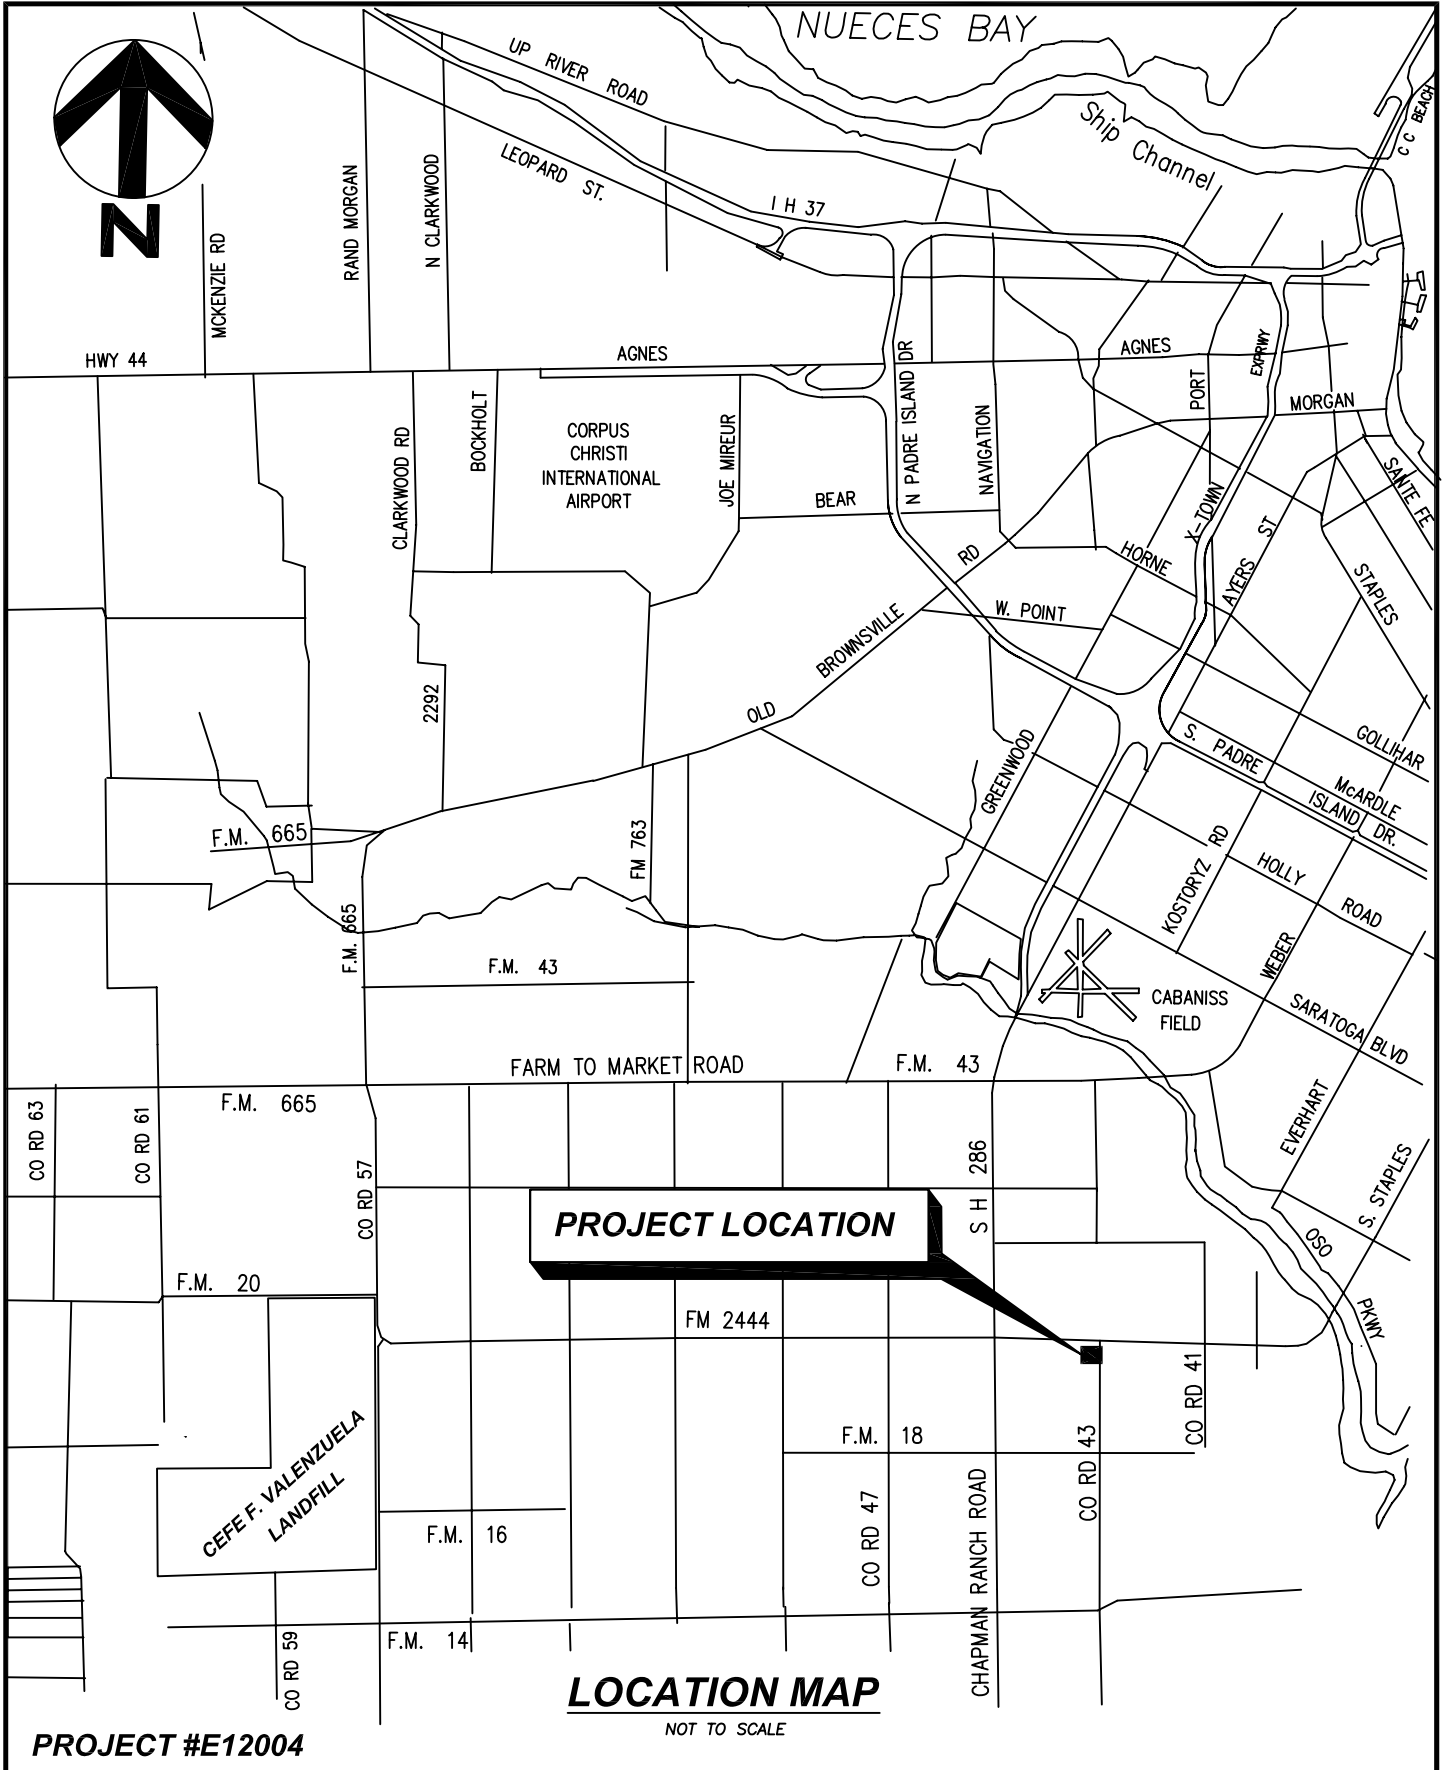 NUECES BAY
UP RIVER ROAD
Ship Channel
C C BEACH
LEOPARD ST.
I H 37
N
MCKENZIE RD
RAND MORGAN
N CLARKWOOD
HWY 44
AGNES
N PADRE ISLAND DR
AGNES
EXPRWY
PORT
MORGAN
CLARKWOOD RD
BOCKHOLT
CORPUS
CHRISTI
INTERNATIONAL
AIRPORT
JOE MIREUR
BEAR
NAVIGATION
SANTE FE
X-TOWN
HORNE
AYERS ST
STAPLES
W. POINT
OLD BROWNSVILLE RD
2292
GREENWOOD
S. PADRE ISLAND DR.
GOLLIHAR
McARDLE
F.M. 665
FM 763
KOSTORYZ RD
HOLLY ROAD
F.M. 665
F.M. 43
WEBER
CABANISS
FIELD
SARATOGA BLVD
FARM TO MARKET ROAD
F.M. 43
CO RD 63
CO RD 61
F.M. 665
EVERHART
CO RD 57
S H 286
S. STAPLES
PROJECT LOCATION
OSO PKWY
F.M. 20
FM 2444
CO RD 41
CEFE F. VALENZUELA
LANDFILL
F.M. 18
CO RD 43
F.M. 16
CO RD 47
CHAPMAN RANCH ROAD
CO RD 59
F.M. 14
LOCATION MAP
NOT TO SCALE
PROJECT #E12004